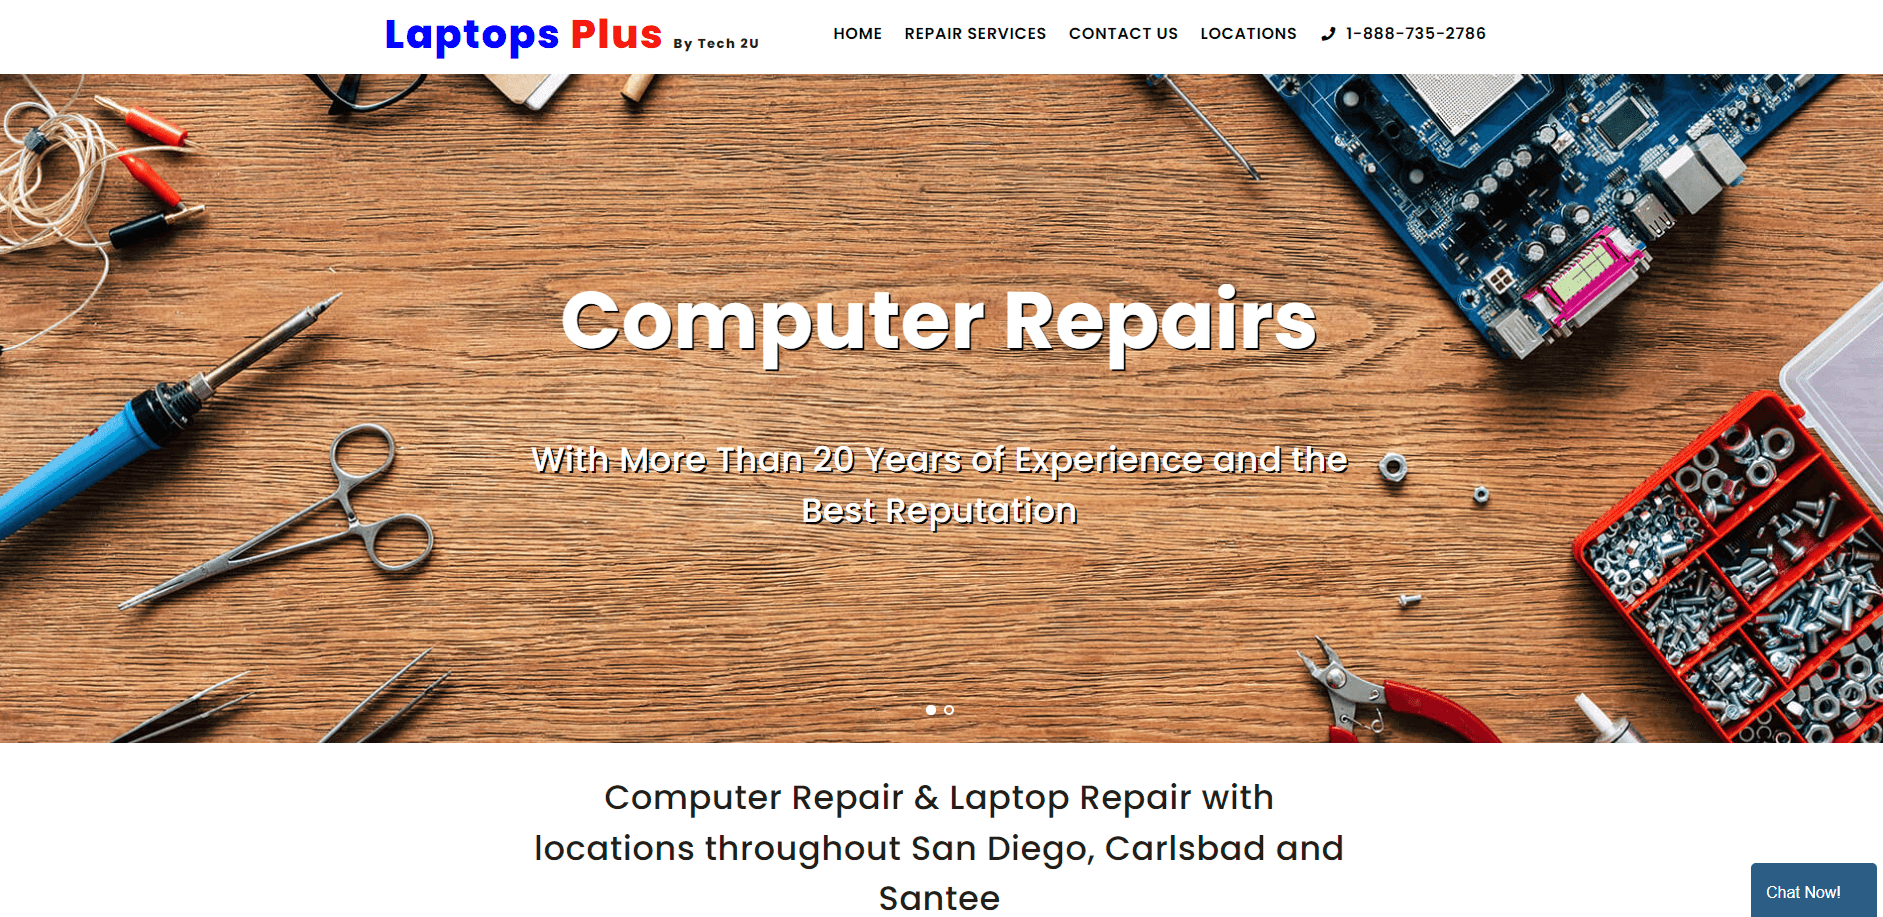 Laptops Plus By Tech 2U
HOME REPAIR SERVICES CONTACT US LOCATIONS 1-888-735-2786
Computer Repairs
With More Than 20 Years of Experience and the
Best Reputation
Computer Repair & Laptop Repair with
locations throughout San Diego, Carlsbad and
Santee
Chat Now!